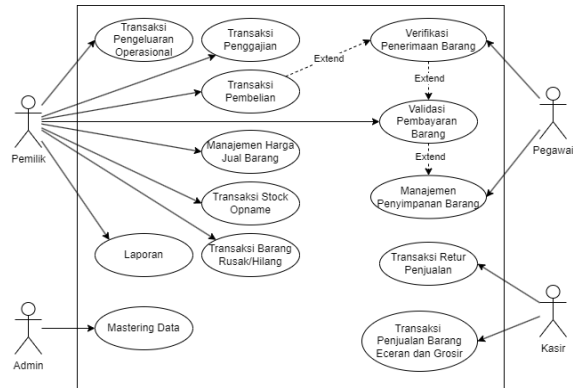 Transaksi
Pengeluaran
Operasional
Transaksi
Penggajian
Verifikasi
Penerimaan Barang
Extend
Transaksi
Pembelian
Extend
Validasi
Pembayaran
Barang
Pemilik
Pegawai
Manajemen Harga
Jual Barang
Extend
Manajemen
Penyimpanan Barang
Transaksi Stock
Opname
Laporan
Transaksi Barang
Rusak/Hilang
Transaksi Retur
Penjualan
Mastering Data
Transaksi
Penjualan Barang
Eceran dan Grosir
Admin
Kasir